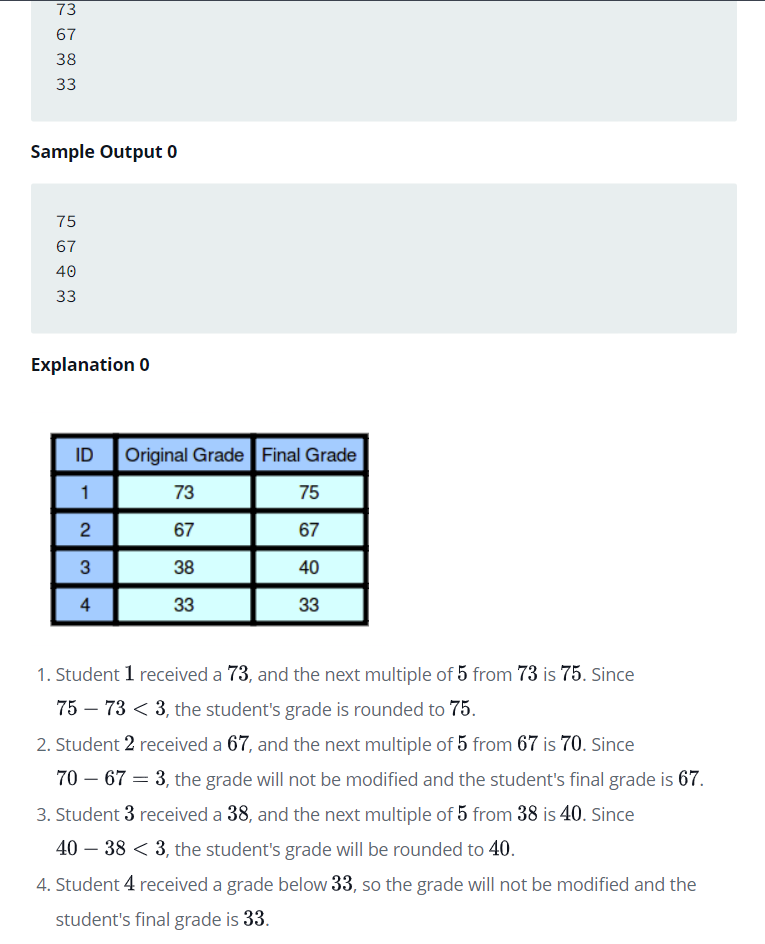 73
67
38
33
Sample Output 0
75
67
40
33
Explanation 0
ID Original Grade Final Grade
1 73 75
2 67 67
3 38 40
4 33 33
1. Student 1 received a 73, and the next multiple of 5 from 73 is 75. Since
75 − 73 < 3, the student's grade is rounded to 75.
2. Student 2 received a 67, and the next multiple of 5 from 67 is 70. Since
70 − 67 = 3, the grade will not be modified and the student's final grade is 67.
3. Student 3 received a 38, and the next multiple of 5 from 38 is 40. Since
40 − 38 < 3, the student's grade will be rounded to 40.
4. Student 4 received a grade below 33, so the grade will not be modified and the
student's final grade is 33.